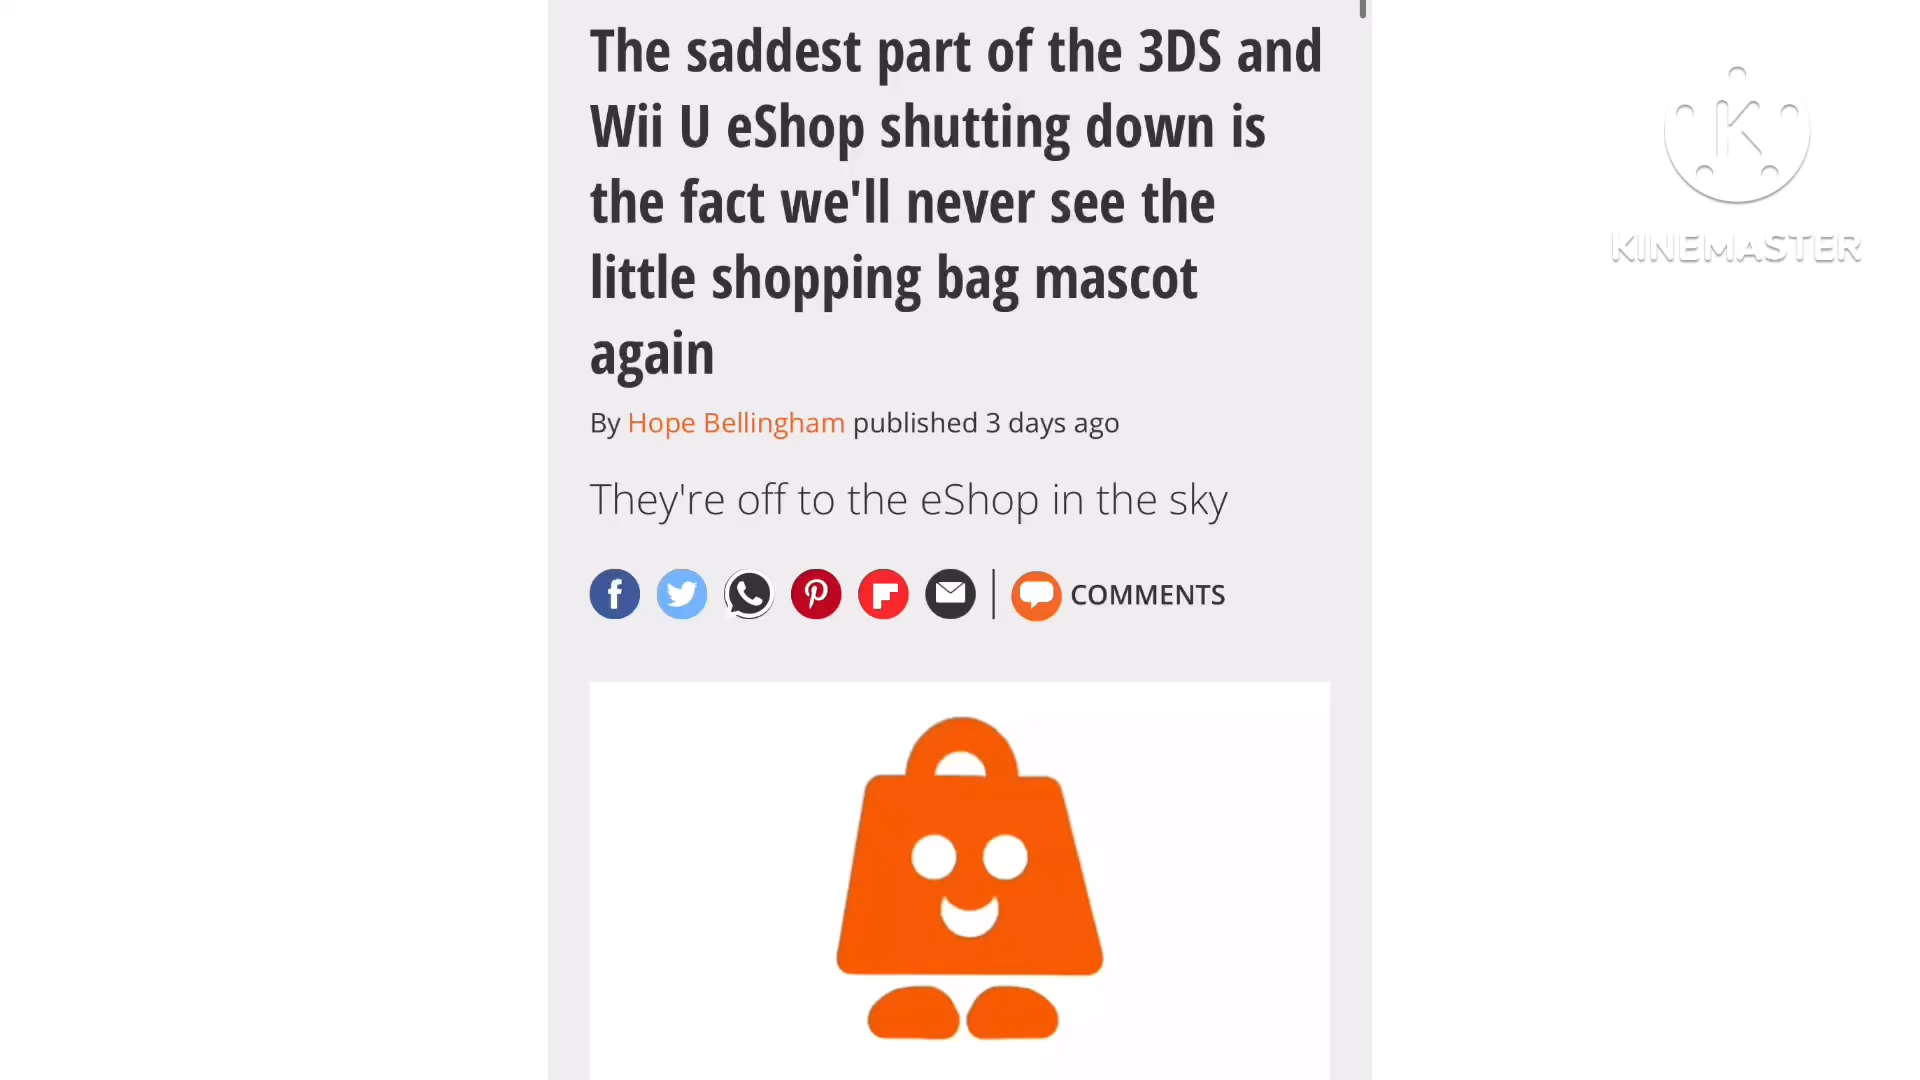 The saddest part of the 3DS and
Wii U eShop shutting down is
the fact we'll never see the
little shopping bag mascot
again
By Hope Bellingham published 3 days ago
They're off to the eShop in the sky
COMMENTS
K
KINEMASTER